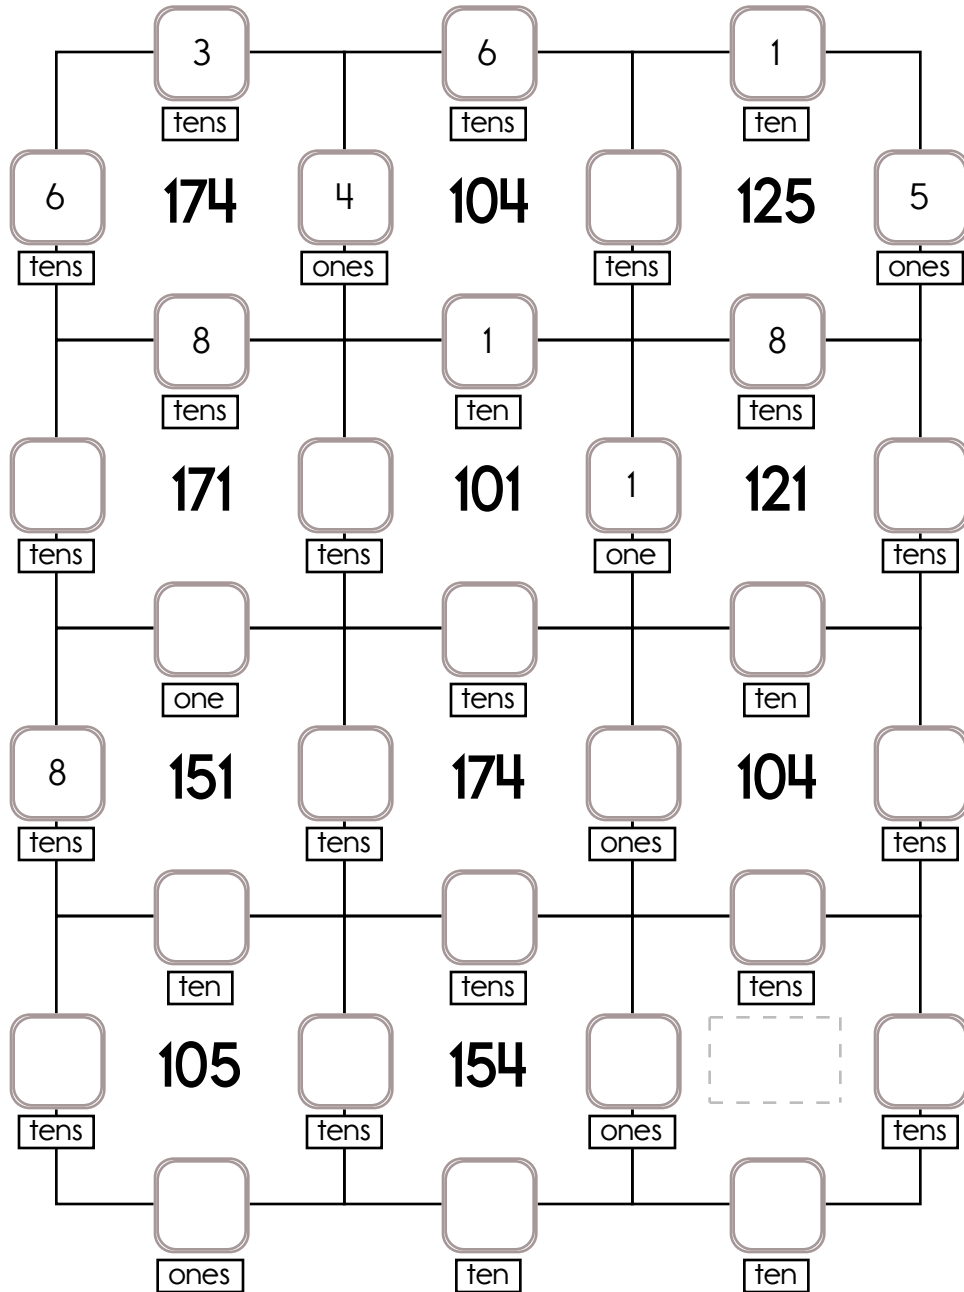 3 6 1
tens tens ten
6 174 4 104 125 5
tens ones tens ones
8 1 8
tens ten tens
171 101 1 121
tens tens one tens
one tens ten
8 151 174 104
tens tens ones tens
ten tens tens
105 154
tens tens ones tens
ones ten ten